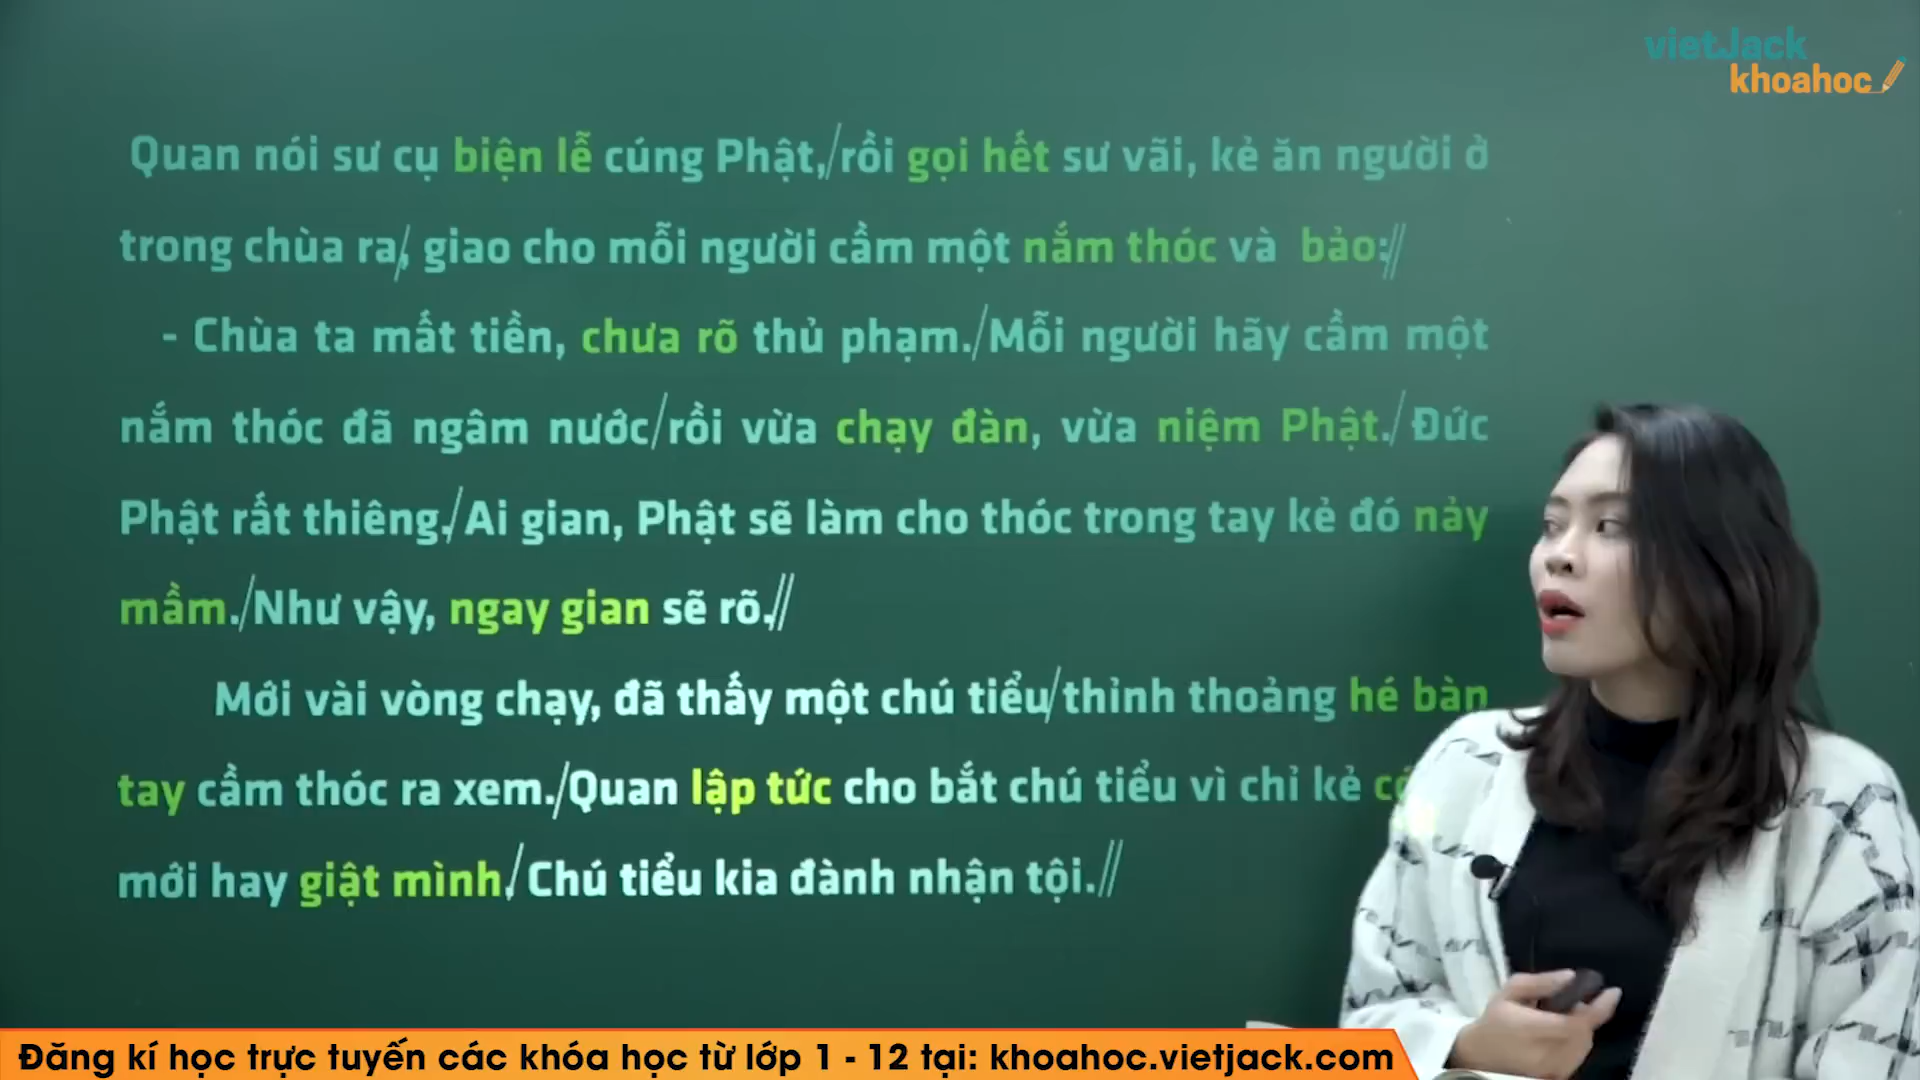 vietJack
khoahoc
Quan nói sư cụ biện lễ cúng Phật,/rồi gọi hết sư vãi, kẻ ăn người ở
trong chùa ra/, giao cho mỗi người cầm một nắm thóc và bảo://
- Chùa ta mất tiền, chưa rõ thủ phạm./Mỗi người hãy cầm một
nắm thóc đã ngâm nước/rồi vừa chạy đàn, vừa niệm Phật./Đức
Phật rất thiêng./Ai gian, Phật sẽ làm cho thóc trong tay kẻ đó nảy
mầm./Như vậy, ngay gian sẽ rõ.//
Mới vài vòng chạy, đã thấy một chú tiểu/thỉnh thoảng hé bàn
tay cầm thóc ra xem./Quan lập tức cho bắt chú tiểu vì chỉ kẻ
mới hay giật mình./Chú tiểu kia đành nhận tội.//
Đăng kí học trực tuyến các khóa học từ lớp 1 - 12 tại: khoahoc.vietjack.com